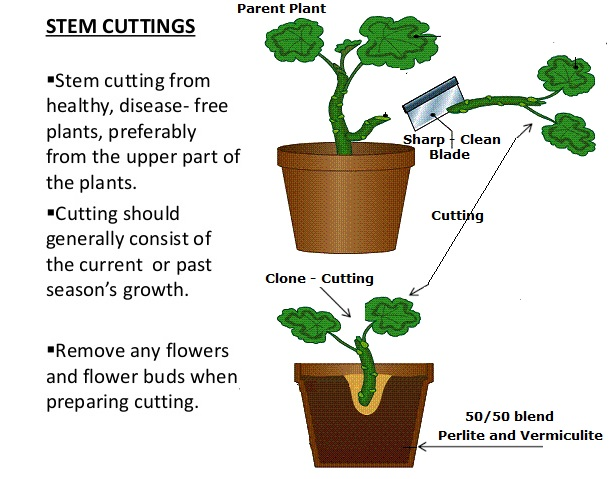 STEM CUTTINGS
▪Stem cutting from
healthy, disease- free
plants, preferably
from the upper part of
the plants.
▪Cutting should
generally consist of
the current or past
season’s growth.
▪Remove any flowers
and flower buds when
preparing cutting.
Parent Plant
Sharp - Clean
Blade
Cutting
Clone - Cutting
50/50 blend
Perlite and Vermiculite